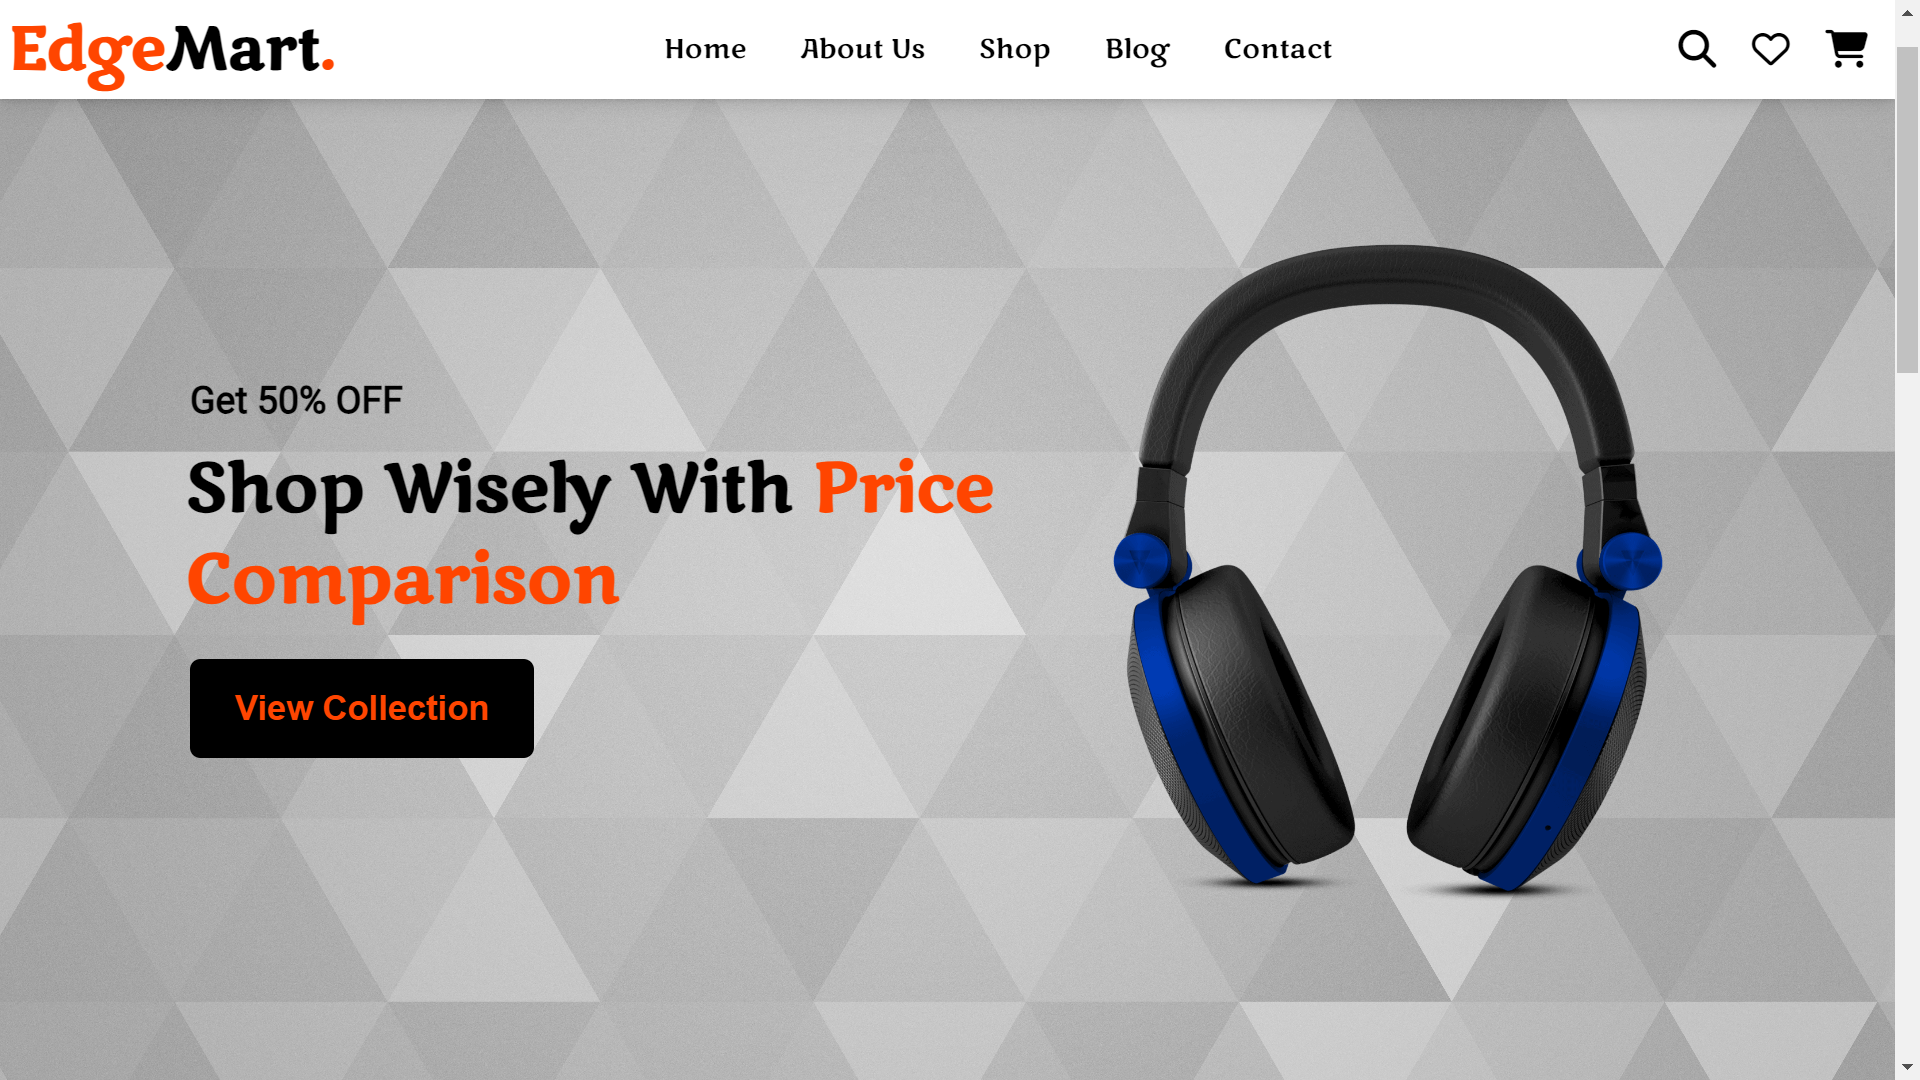 EdgeMart.
Home
About Us
Shop
Blog
Contact
Get 50% OFF
Shop Wisely With Price
Comparison
View Collection